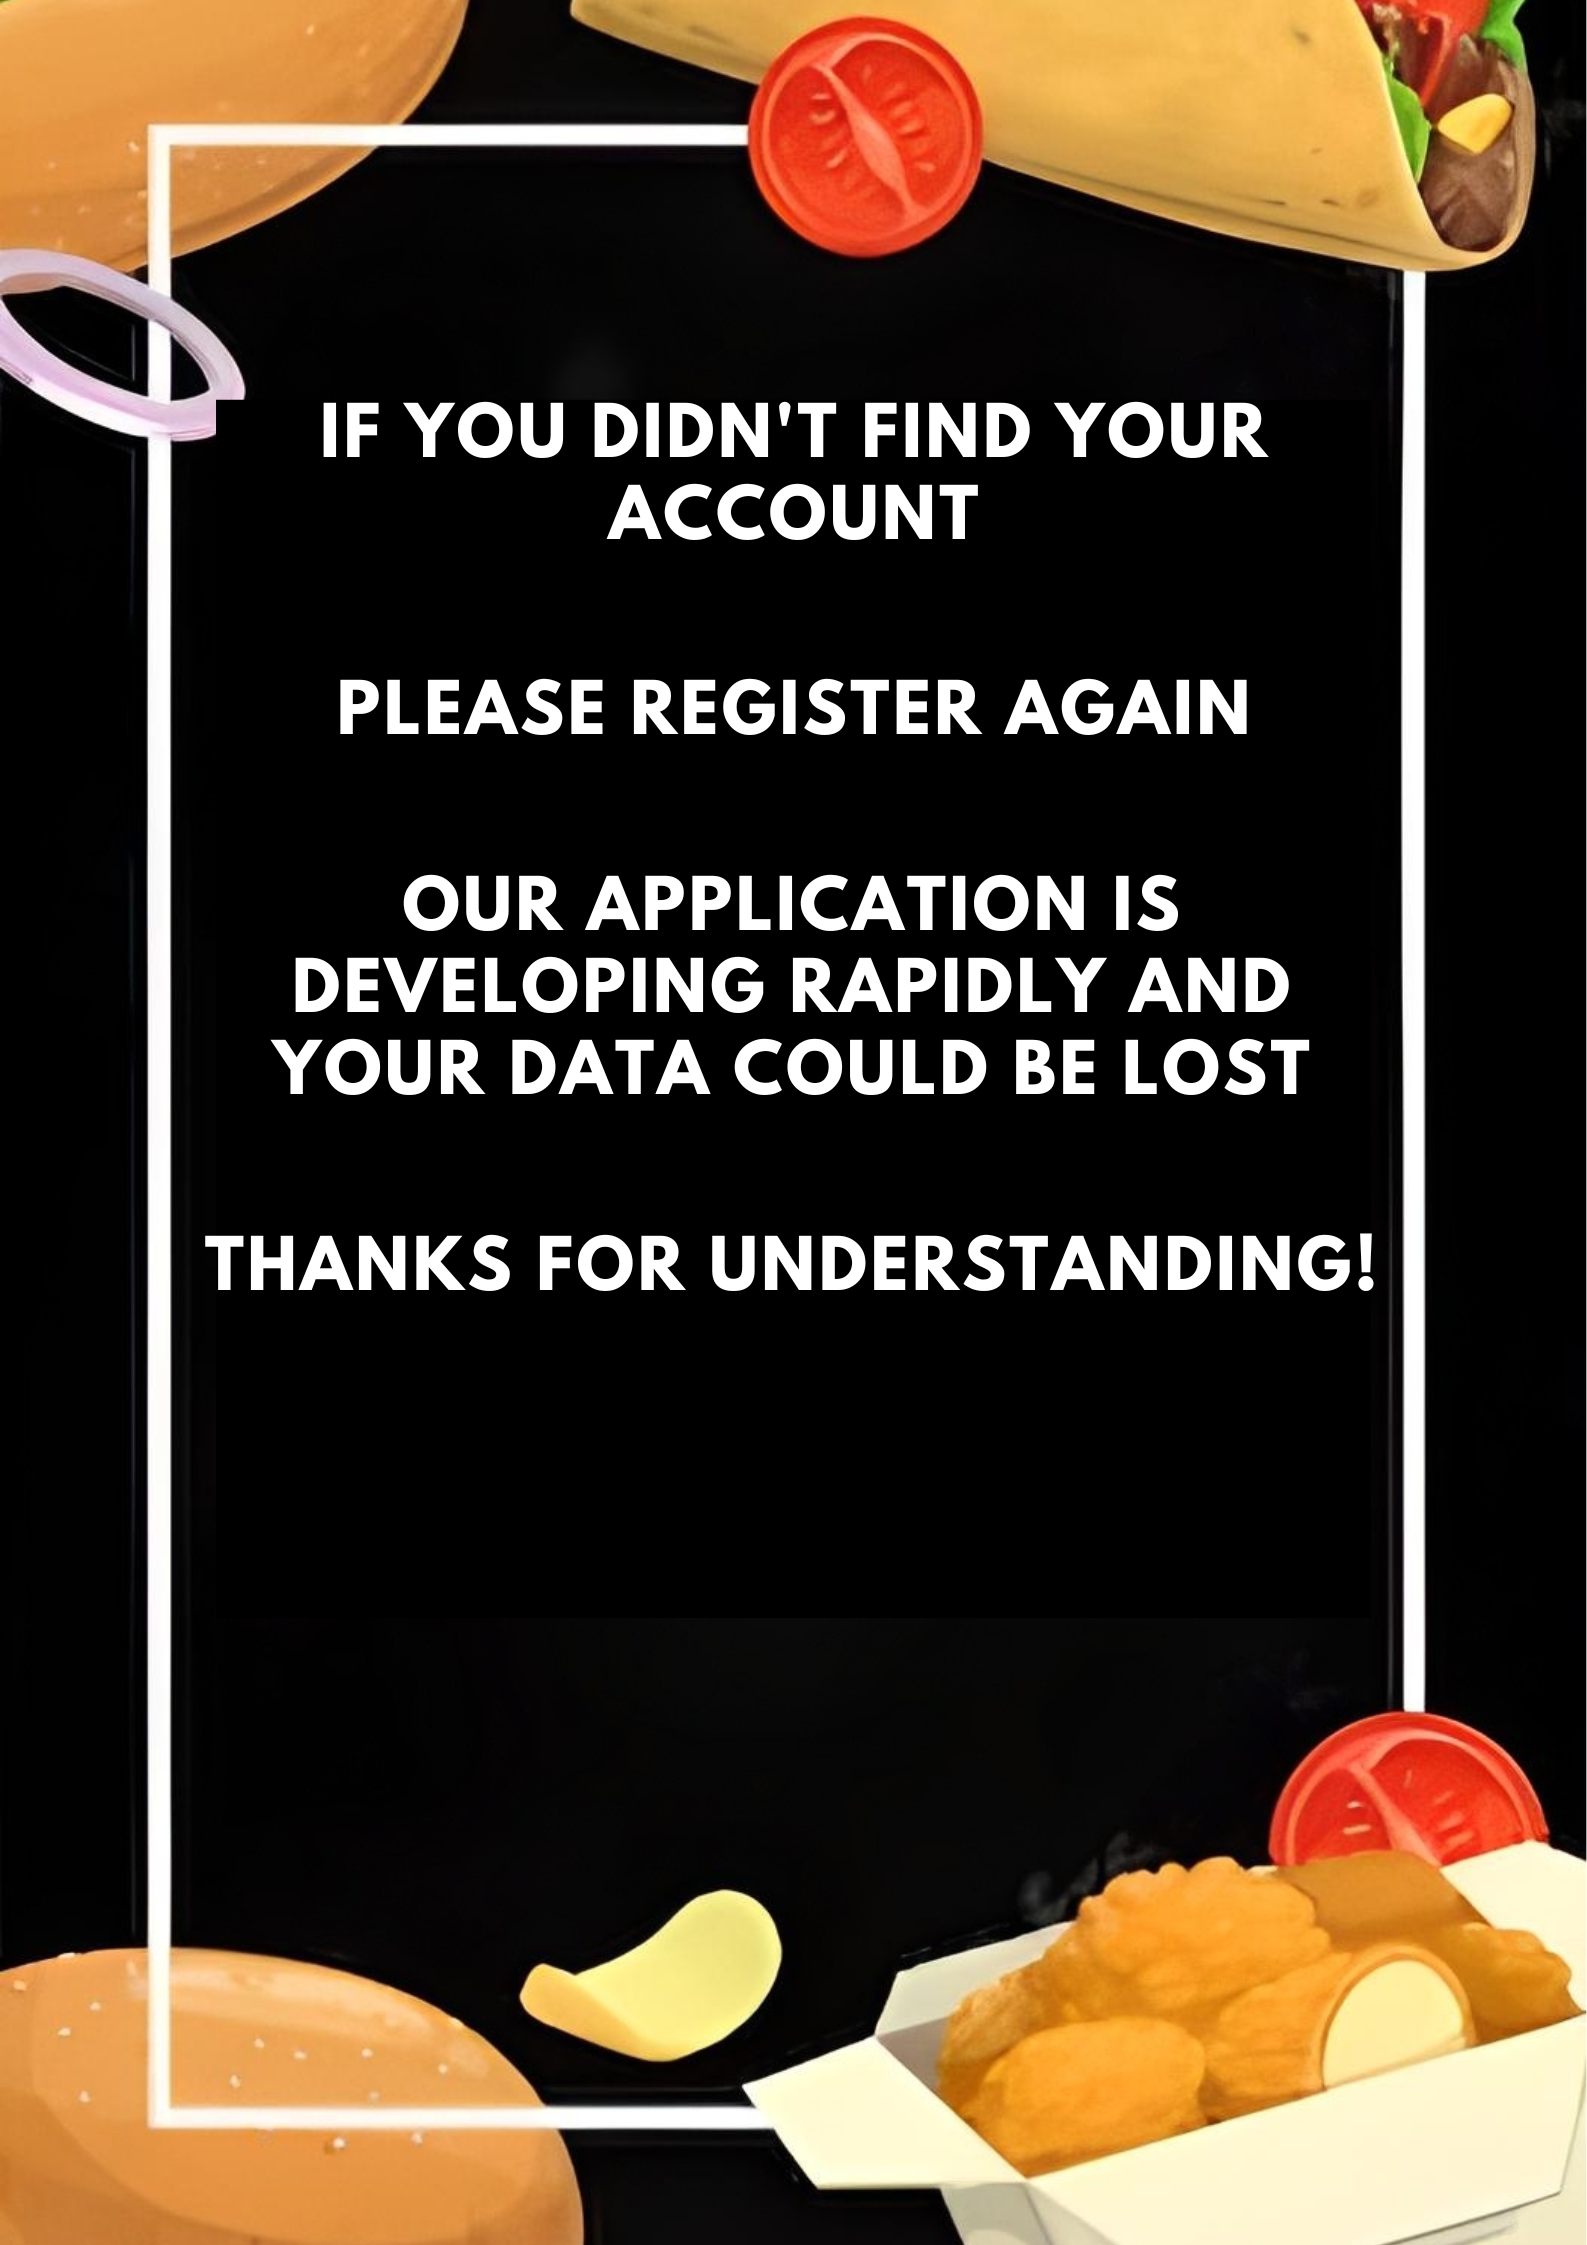 IF YOU DIDN'T FIND YOUR
ACCOUNT
PLEASE REGISTER AGAIN
OUR APPLICATION IS
DEVELOPING RAPIDLY AND
YOUR DATA COULD BE LOST
THANKS FOR UNDERSTANDING!